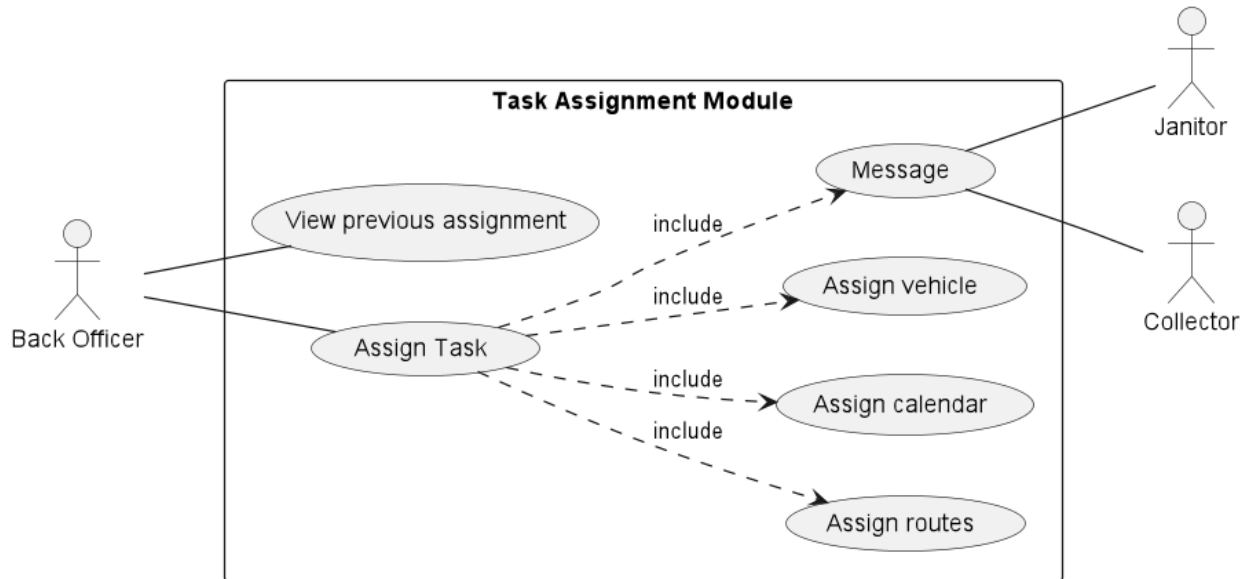 Task Assignment Module
Janitor
Message
View previous assignment
include
Back Officer
include
Assign vehicle
Collector
Assign Task
include
Assign calendar
include
Assign routes